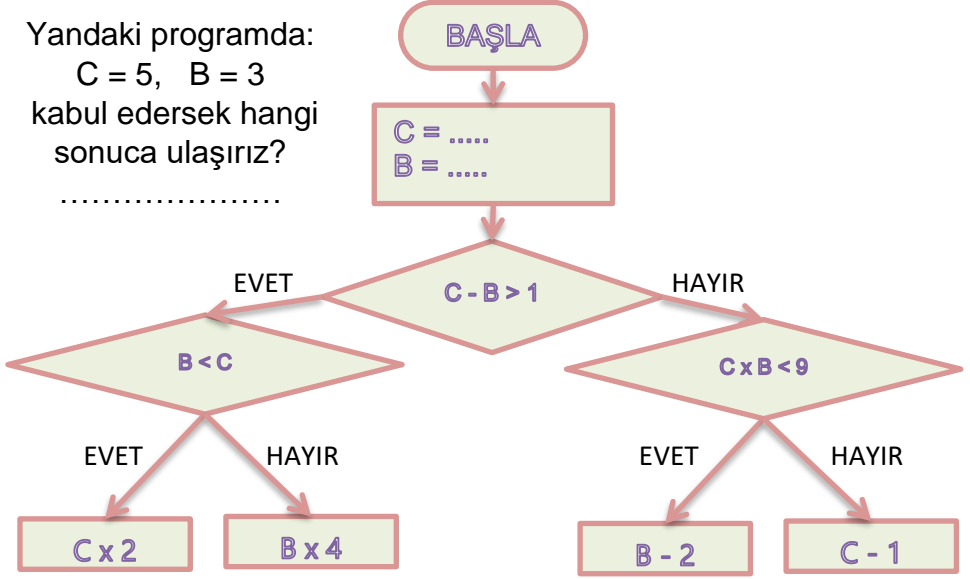 Yandaki programda:
C = 5, B = 3
kabul edersek hangi
sonuca ulaşırız?
…………………
BAŞLA
C = .....
B = .....
C - B > 1
EVET
HAYIR
B < C
C x B < 9
EVET
HAYIR
EVET
HAYIR
C x 2
B x 4
B - 2
C - 1